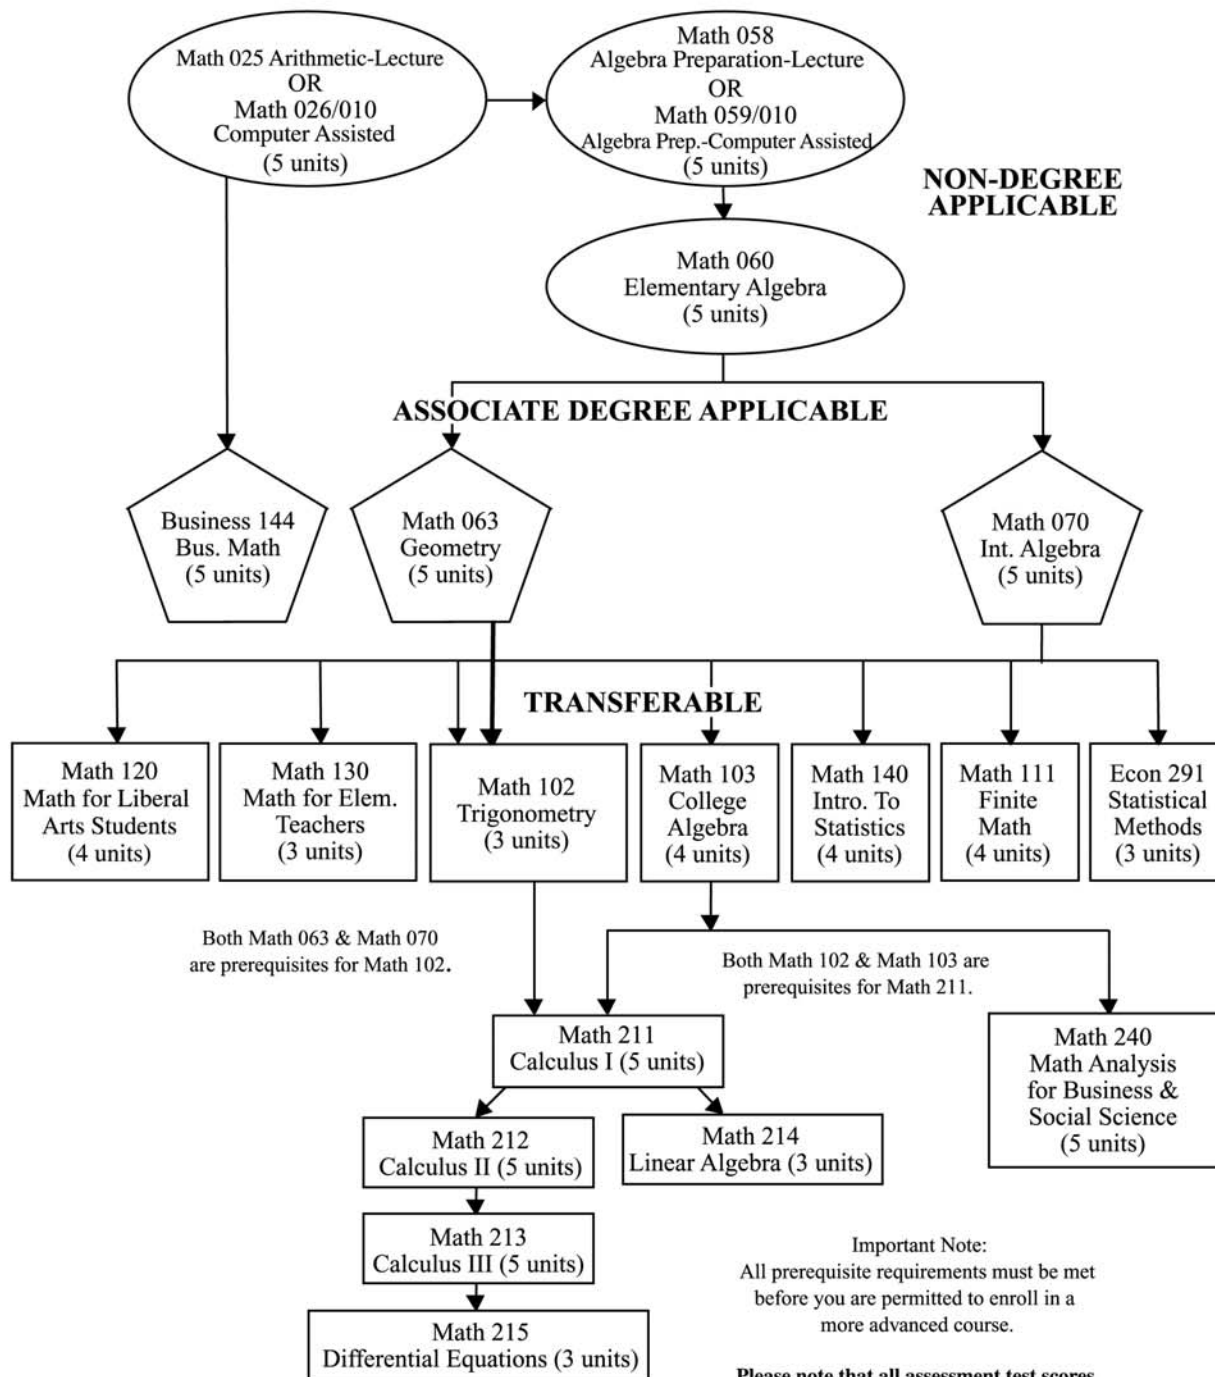 Math 025 Arithmetic-Lecture
OR
Math 026/010
Computer Assisted
(5 units)
Math 058
Algebra Preparation-Lecture
OR
Math 059/010
Algebra Prep.-Computer Assisted
(5 units)
NON-DEGREE
APPLICABLE
Math 060
Elementary Algebra
(5 units)
ASSOCIATE DEGREE APPLICABLE
Business 144
Bus. Math
(5 units)
Math 063
Geometry
(5 units)
Math 070
Int. Algebra
(5 units)
TRANSFERABLE
Math 120
Math for Liberal
Arts Students
(4 units)
Math 130
Math for Elem.
Teachers
(3 units)
Math 102
Trigonometry
(3 units)
Math 103
College
Algebra
(4 units)
Math 140
Intro. To
Statistics
(4 units)
Math 111
Finite
Math
(4 units)
Econ 291
Statistical
Methods
(3 units)
Both Math 063 & Math 070
are prerequisites for Math 102.
Both Math 102 & Math 103 are
prerequisites for Math 211.
Math 211
Calculus I (5 units)
Math 240
Math Analysis
for Business &
Social Science
(5 units)
Math 212
Calculus II (5 units)
Math 214
Linear Algebra (3 units)
Math 213
Calculus III (5 units)
Math 215
Differential Equations (3 units)
Important Note:
All prerequisite requirements must be met
before you are permitted to enroll in a
more advanced course.
Please note that all assessment test scores